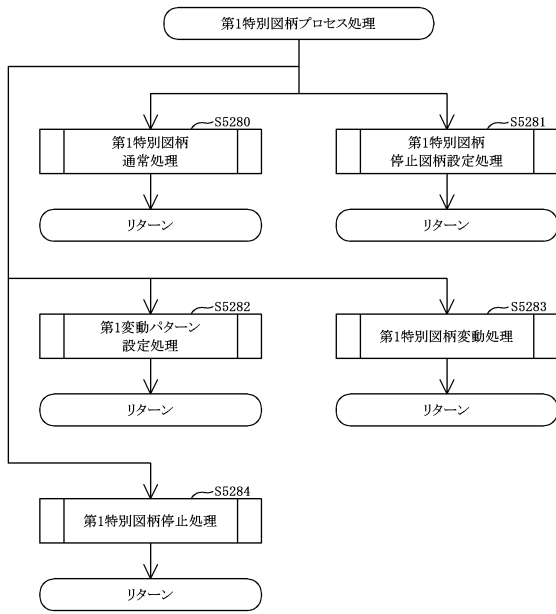 第1特別図柄プロセス処理
S5280
第1特別図柄
通常処理
リターン
S5281
第1特別図柄
停止図柄設定処理
リターン
S5282
第1変動パターン
設定処理
リターン
S5283
第1特別図柄変動処理
リターン
S5284
第1特別図柄停止処理
リターン